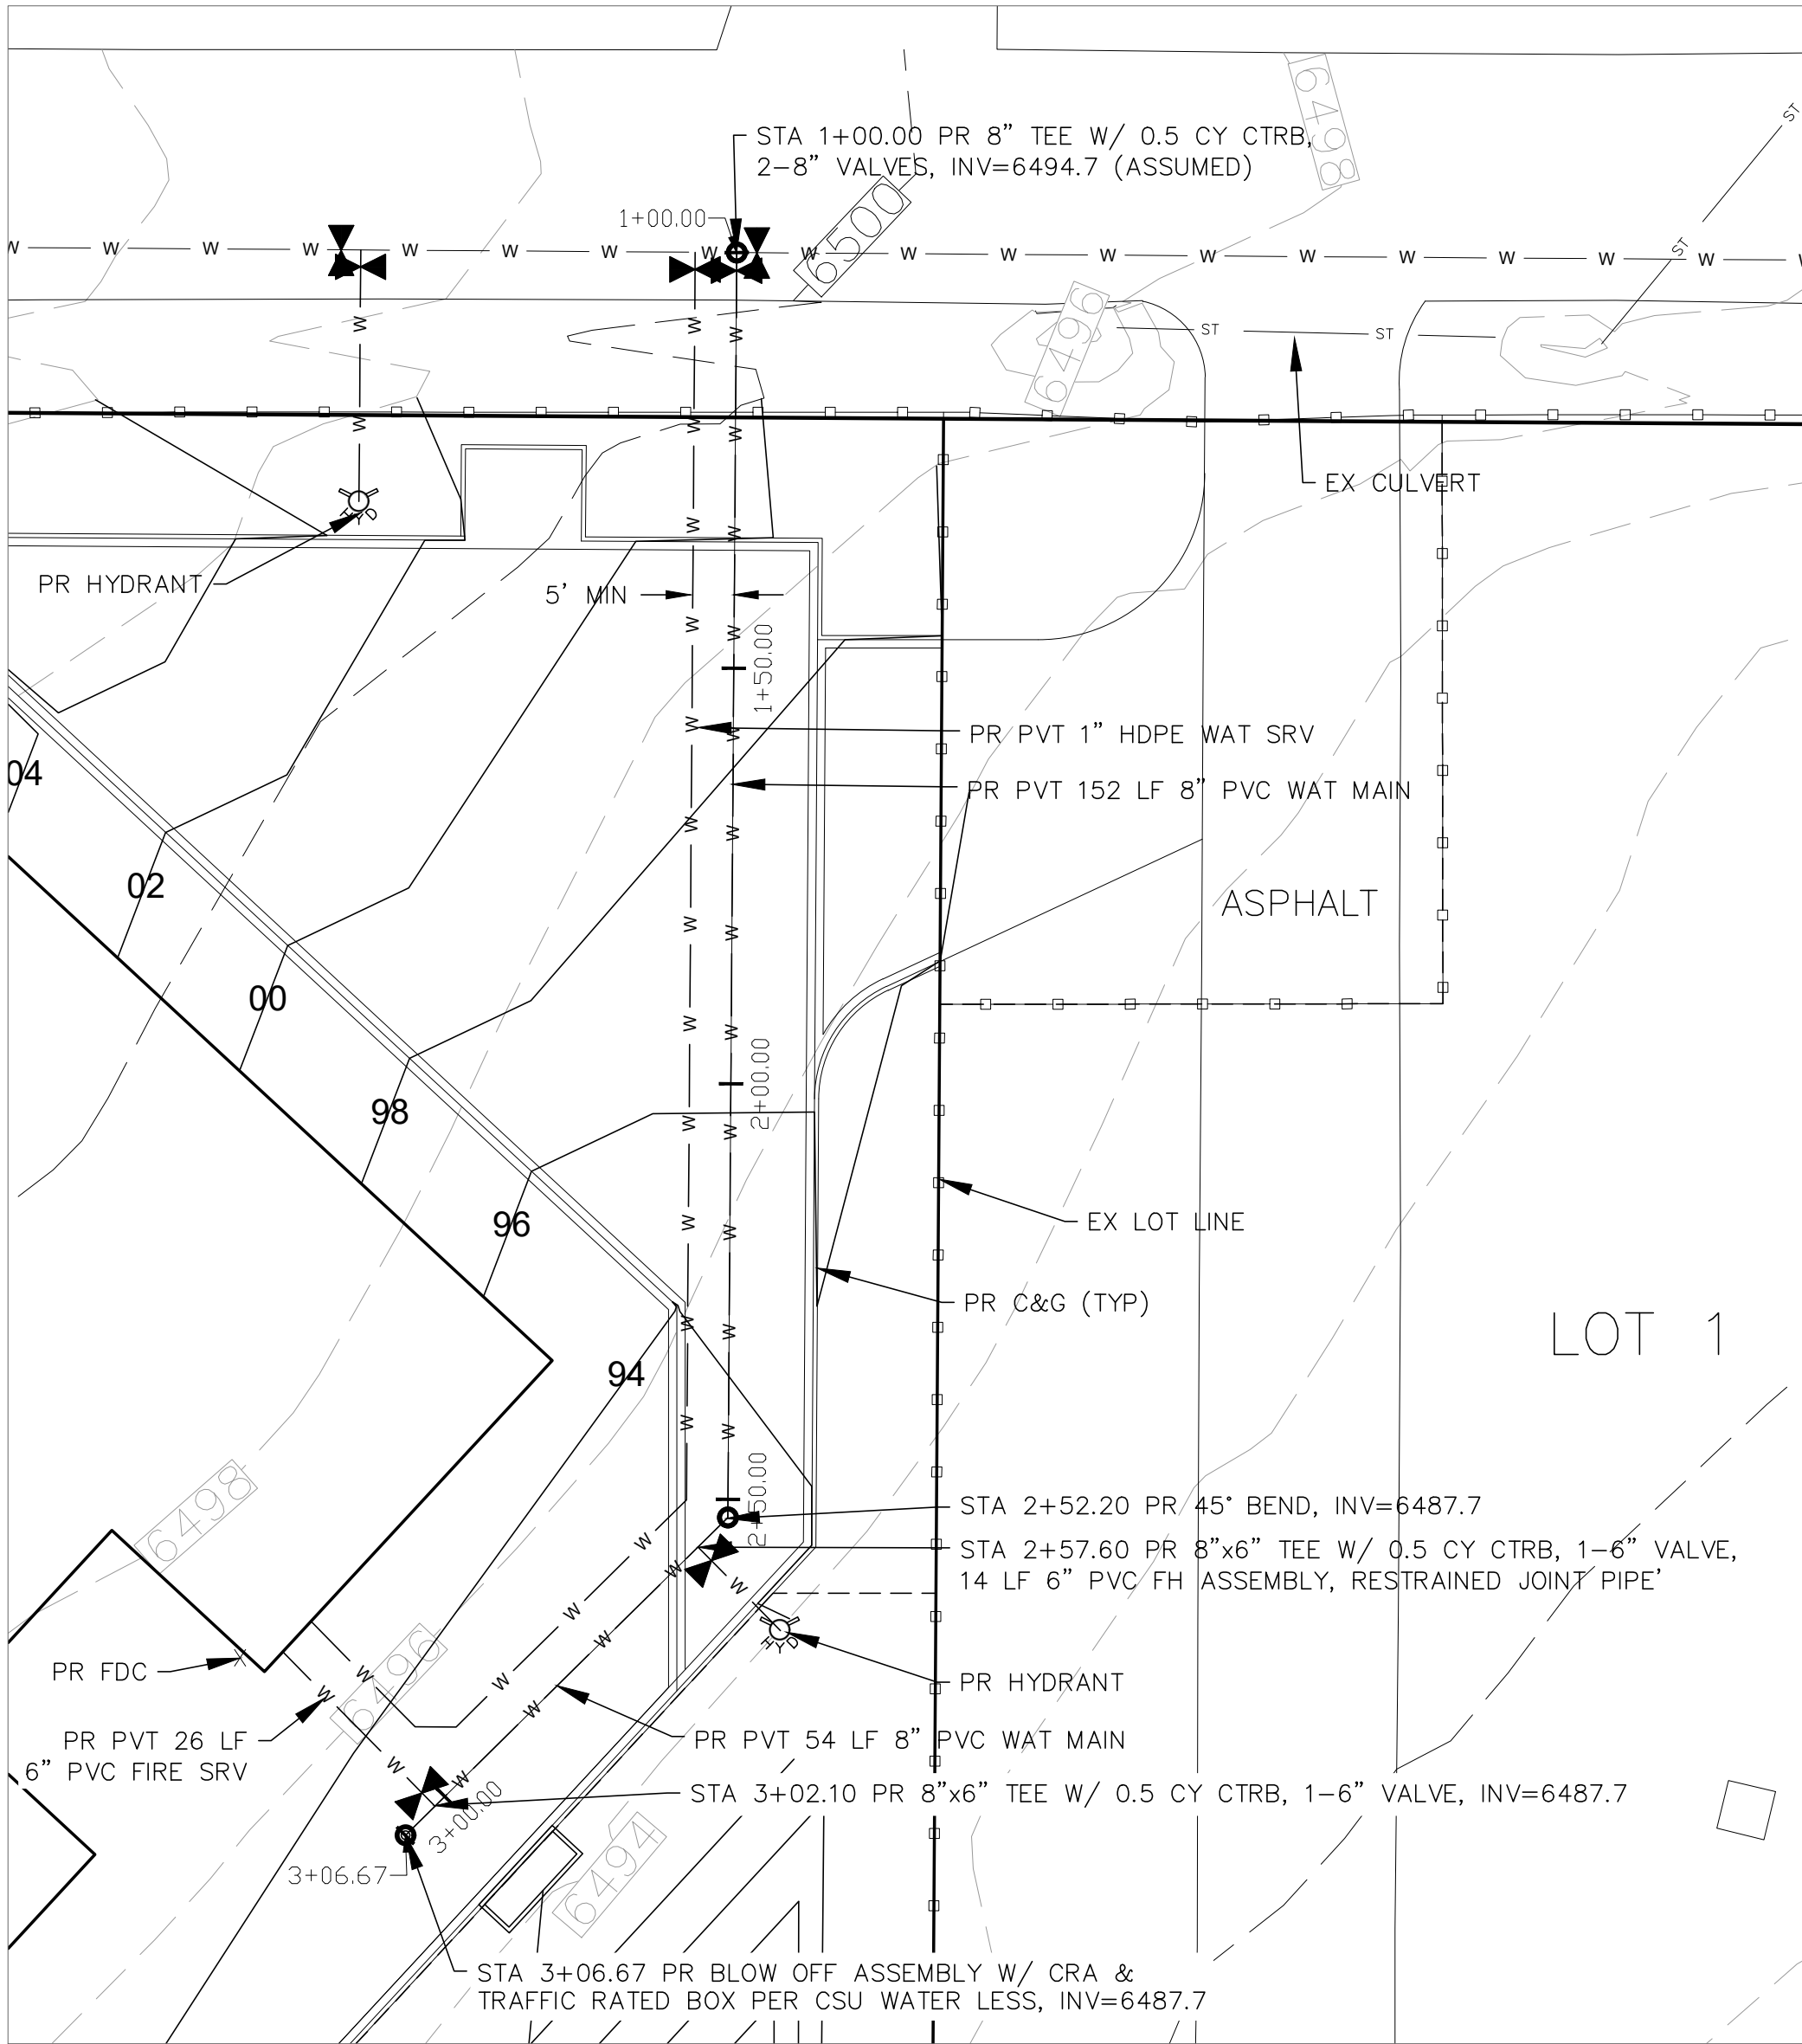 6498
ST
STA 1+00.00 PR 8" TEE W/ 0.5 CY CTRB,
2-8" VALVES, INV=6494.7 (ASSUMED)
6500
1+00.00
W W W W W W W W W W W W W W W W W W
ST
6496
ST ST
EX CULVERT
HYD
PR HYDRANT
5' MIN
1+50.00
PR PVT 1" HDPE WAT SRV
04
PR PVT 152 LF 8" PVC WAT MAIN
02
ASPHALT
00
2+00.00
98
96
EX LOT LINE
PR C&G (TYP)
LOT 1
94
6498
2+50.00
STA 2+52.20 PR 45° BEND, INV=6487.7
STA 2+57.60 PR 8"x6" TEE W/ 0.5 CY CTRB, 1-6" VALVE,
14 LF 6" PVC FH ASSEMBLY, RESTRAINED JOINT PIPE'
HYD
6496
PR FDC
PR HYDRANT
PR PVT 26 LF
6" PVC FIRE SRV
PR PVT 54 LF 8" PVC WAT MAIN
STA 3+02.10 PR 8"x6" TEE W/ 0.5 CY CTRB, 1-6" VALVE, INV=6487.7
3+00.00
3+06.67
6494
STA 3+06.67 PR BLOW OFF ASSEMBLY W/ CRA &
TRAFFIC RATED BOX PER CSU WATER LESS, INV=6487.7